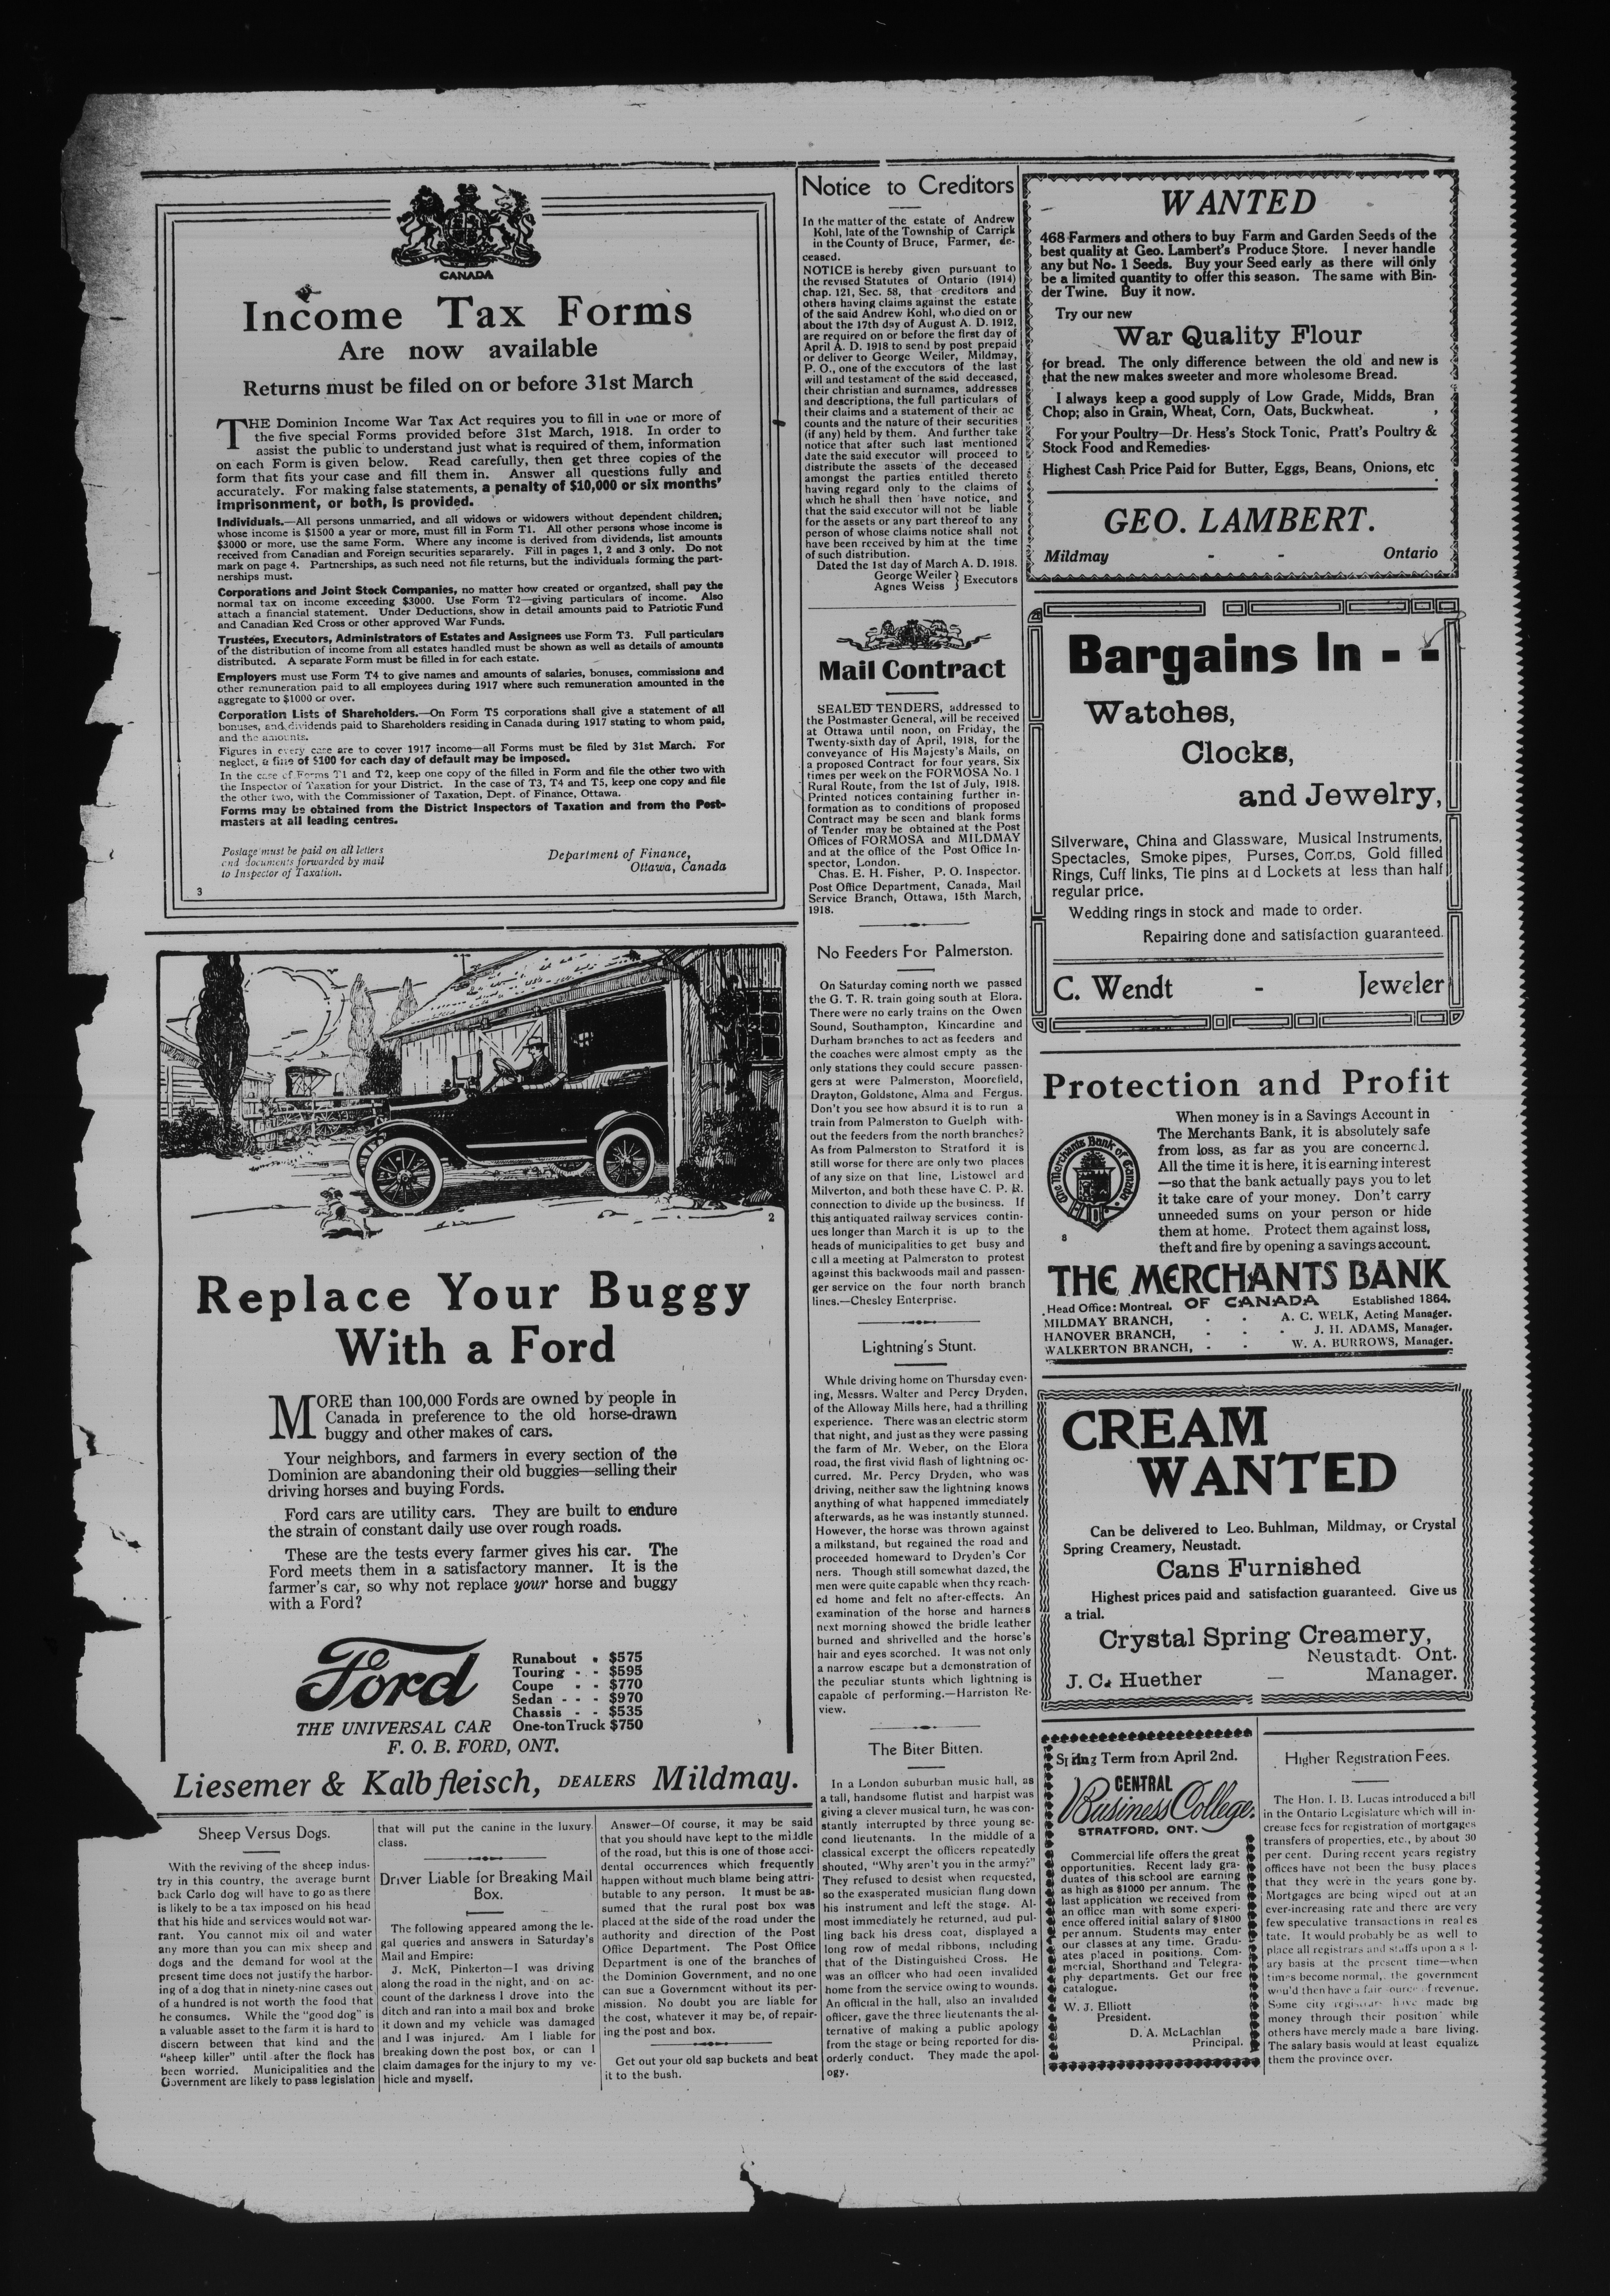 CANADA
Income Tax Forms
Are now available
Returns must be filed on or before 31st March
THE Dominion Income War Tax Act requires you to fill in one or more of
the five special Forms provided before 31st March, 1918. In order to
assist the public to understand just what is required of them, information
on each Form is given below. Read carefully, then get three copies of the
form that fits your case and fill them in. Answer all questions fully and
accurately. For making false statements, a penalty of $10,000 or six months'
imprisonment, or both, is provided.
Individuals.—All persons unmarried, and all widows or widowers without dependent children,
whose income is $1500 a year or more, must fill in Form T1. All other persons whose income is
$3000 or more, use the same Form. Where any income is derived from dividends, list amounts
received from Canadian and Foreign securities separarely. Fill in pages 1, 2 and 3 only. Do not
mark on page 4. Partnerships, as such need not file returns, but the individuals forming the part-
nerships must.
Corporations and Joint Stock Companies, no matter how created or organized, shall pay the
normal tax on income exceeding $3000. Use Form T2—giving particulars of income. Also
attach a financial statement. Under Deductions, show in detail amounts paid to Patriotic Fund
and Canadian Red Cross or other approved War Funds.
Trustees, Executors, Administrators of Estates and Assignees use Form T3. Full particulars
of the distribution of income from all estates handled must be shown as well as details of amounts
distributed. A separate Form must be filled in for each estate.
Employers must use Form T4 to give names and amounts of salaries, bonuses, commissions and
other remuneration paid to all employees during 1917 where such remuneration amounted in the
aggregate to $1000 or over.
Corporation Lists of Shareholders.—On Form T5 corporations shall give a statement of all
bonuses, and dividends paid to Shareholders residing in Canada during 1917 stating to whom paid,
and the amounts.
Figures in every case are to cover 1917 income—all Forms must be filed by 31st March. For
neglect, a fine of $100 for each day of default may be imposed.
In the case of Forms T1 and T2, keep one copy of the filled in Form and file the other two with
the Inspector of Taxation for your District. In the case of T3, T4 and T5, keep one copy and file
the other two, with the Commissioner of Taxation, Dept. of Finance, Ottawa.
Forms may be obtained from the District Inspectors of Taxation and from the Post-
masters at all leading centres.
Postage must be paid on all letters
and documents forwarded by mail
to Inspector of Taxation.
Department of Finance,
Ottawa, Canada
3
2
Replace Your Buggy
With a Ford
MORE than 100,000 Fords are owned by people in
Canada in preference to the old horse-drawn
buggy and other makes of cars.
Your neighbors, and farmers in every section of the
Dominion are abandoning their old buggies—selling their
driving horses and buying Fords.
Ford cars are utility cars. They are built to endure
the strain of constant daily use over rough roads.
These are the tests every farmer gives his car. The
Ford meets them in a satisfactory manner. It is the
farmer's car, so why not replace your horse and buggy
with a Ford?
Ford
THE UNIVERSAL CAR
Runabout - $575
Touring - - $595
Coupe - - $770
Sedan - - - $970
Chassis - - $535
One-ton Truck $750
F. O. B. FORD, ONT.
Liesemer & Kalbfleisch, DEALERS Mildmay.
Sheep Versus Dogs.
With the reviving of the sheep indus-
try in this country, the average burnt
back Carlo dog will have to go as there
is likely to be a tax imposed on his head
that his hide and services would not war-
rant. You cannot mix oil and water
any more than you can mix sheep and
dogs and the demand for wool at the
present time does not justify the harbor-
ing of a dog that in ninety-nine cases out
of a hundred is not worth the food that
he consumes. While the "good dog" is
a valuable asset to the farm it is hard to
discern between that kind and the
"sheep killer" until after the flock has
been worried. Municipalities and the
Government are likely to pass legislation
that will put the canine in the luxury
class.
Driver Liable for Breaking Mail
Box.
The following appeared among the le-
gal queries and answers in Saturday's
Mail and Empire:
J. McK, Pinkerton—I was driving
along the road in the night, and on ac-
count of the darkness I drove into the
ditch and ran into a mail box and broke
it down and my vehicle was damaged
and I was injured. Am I liable for
breaking down the post box, or can I
claim damages for the injury to my ve-
hicle and myself.
Answer—Of course, it may be said
that you should have kept to the middle
of the road, but this is one of those acci-
dental occurrences which frequently
happen without much blame being attri-
butable to any person. It must be as-
sumed that the rural post box was
placed at the side of the road under the
authority and direction of the Post
Office Department. The Post Office
Department is one of the branches of
the Dominion Government, and no one
can sue a Government without its per-
mission. No doubt you are liable for
the cost, whatever it may be, of repair-
ing the post and box.
Get out your old sap buckets and beat
it to the bush.
Notice to Creditors
In the matter of the estate of Andrew
Kohl, late of the Township of Carrick
in the County of Bruce, Farmer, de-
ceased.
NOTICE is hereby given pursuant to
the revised Statutes of Ontario (1914)
chap. 121, Sec. 58, that creditors and
others having claims against the estate
of the said Andrew Kohl, who died on or
about the 17th day of August A. D. 1912,
are required on or before the first day of
April A. D. 1918 to send by post prepaid
or deliver to George Weiler, Mildmay,
P. O., one of the executors of the last
will and testament of the said deceased,
their christian and surnames, addresses
and descriptions, the full particulars of
their claims and a statement of their ac
counts and the nature of their securities
(if any) held by them. And further take
notice that after such last mentioned
date the said executor will proceed to
distribute the assets of the deceased
amongst the parties entitled thereto
having regard only to the claims of
which he shall then have notice, and
that the said executor will not be liable
for the assets or any part thereof to any
person of whose claims notice shall not
have been received by him at the time
of such distribution.
Dated the 1st day of March A. D. 1918.
George Weiler } Executors
Agnes Weiss }
Mail Contract
SEALED TENDERS, addressed to
the Postmaster General, will be received
at Ottawa until noon, on Friday, the
Twenty-sixth day of April, 1918, for the
conveyance of His Majesty's Mails, on
a proposed Contract for four years, Six
times per week on the FORMOSA No. 1
Rural Route, from the 1st of July, 1918.
Printed notices containing further in-
formation as to conditions of proposed
Contract may be seen and blank forms
of Tender may be obtained at the Post
Offices of FORMOSA and MILDMAY
and at the office of the Post Office In-
spector, London.
Chas. E. H. Fisher, P. O. Inspector.
Post Office Department, Canada, Mail
Service Branch, Ottawa, 15th March,
1918.
No Feeders For Palmerston.
On Saturday coming north we passed
the G. T. R. train going south at Elora.
There were no early trains on the Owen
Sound, Southampton, Kincardine and
Durham branches to act as feeders and
the coaches were almost empty as the
only stations they could secure passen-
gers at were Palmerston, Moorefield,
Drayton, Goldstone, Alma and Fergus.
Don't you see how absurd it is to run a
train from Palmerston to Guelph with-
out the feeders from the north branches?
As from Palmerston to Stratford it is
still worse for there are only two places
of any size on that line, Listowel and
Milverton, and both these have C. P. R.
connection to divide up the business. If
this antiquated railway services contin-
ues longer than March it is up to the
heads of municipalities to get busy and
call a meeting at Palmerston to protest
against this backwoods mail and passen-
ger service on the four north branch
lines.—Chesley Enterprise.
Lightning's Stunt.
While driving home on Thursday even-
ing, Messrs. Walter and Percy Dryden,
of the Alloway Mills here, had a thrilling
experience. There was an electric storm
that night, and just as they were passing
the farm of Mr. Weber, on the Elora
road, the first vivid flash of lightning oc-
curred. Mr. Percy Dryden, who was
driving, neither saw the lightning knows
anything of what happened immediately
afterwards, as he was instantly stunned.
However, the horse was thrown against
a milkstand, but regained the road and
proceeded homeward to Dryden's Cor
ners. Though still somewhat dazed, the
men were quite capable when they reach-
ed home and felt no after-effects. An
examination of the horse and harness
next morning showed the bridle leather
burned and shrivelled and the horse's
hair and eyes scorched. It was not only
a narrow escape but a demonstration of
the peculiar stunts which lightning is
capable of performing.—Harriston Re-
view.
The Biter Bitten.
In a London suburban music hall, as
a tall, handsome flutist and harpist was
giving a clever musical turn, he was con-
stantly interrupted by three young se-
cond lieutenants. In the middle of a
classical excerpt the officers repeatedly
shouted, "Why aren't you in the army?"
They refused to desist when requested,
so the exasperated musician flung down
his instrument and left the stage. Al-
most immediately he returned, aud pul-
ling back his dress coat, displayed a
long row of medal ribbons, including
that of the Distinguished Cross. He
was an officer who had been invalided
home from the service owing to wounds.
An official in the hall, also an invalided
officer, gave the three lieutenants the al-
ternative of making a public apology
from the stage or being reported for dis-
orderly conduct. They made the apol-
ogy.
WANTED
468 Farmers and others to buy Farm and Garden Seeds of the
best quality at Geo. Lambert's Produce Store. I never handle
any but No. 1 Seeds. Buy your Seed early as there will only
be a limited quantity to offer this season. The same with Bin-
der Twine. Buy it now.
Try our new
War Quality Flour
for bread. The only difference between the old and new is
that the new makes sweeter and more wholesome Bread.
I always keep a good supply of Low Grade, Midds, Bran
Chop; also in Grain, Wheat, Corn, Oats, Buckwheat.
For your Poultry—Dr. Hess's Stock Tonic, Pratt's Poultry &
Stock Food and Remedies.
Highest Cash Price Paid for Butter, Eggs, Beans, Onions, etc
GEO. LAMBERT.
Mildmay - - Ontario
Bargains In - -
Watches,
Clocks,
and Jewelry,
Silverware, China and Glassware, Musical Instruments,
Spectacles, Smoke pipes, Purses, Combs, Gold filled
Rings, Cuff links, Tie pins and Lockets at less than half
regular price.
Wedding rings in stock and made to order.
Repairing done and satisfaction guaranteed.
C. Wendt - Jeweler
Protection and Profit
The Merchants Bank of Canada
8
When money is in a Savings Account in
The Merchants Bank, it is absolutely safe
from loss, as far as you are concerned.
All the time it is here, it is earning interest
—so that the bank actually pays you to let
it take care of your money. Don't carry
unneeded sums on your person or hide
them at home. Protect them against loss,
theft and fire by opening a savings account.
THE MERCHANTS BANK
Head Office: Montreal. OF CANADA Established 1864.
MILDMAY BRANCH, - - A. C. WELK, Acting Manager.
HANOVER BRANCH, - - - J. H. ADAMS, Manager.
WALKERTON BRANCH, - - W. A. BURROWS, Manager.
CREAM
WANTED
Can be delivered to Leo. Buhlman, Mildmay, or Crystal
Spring Creamery, Neustadt.
Cans Furnished
Highest prices paid and satisfaction guaranteed. Give us
a trial.
Crystal Spring Creamery,
Neustadt. Ont.
J. C. Huether — Manager.
Spring Term from April 2nd.
CENTRAL
Business College.
STRATFORD, ONT.
Commercial life offers the great
opportunities. Recent lady gra-
duates of this school are earning
as high as $1000 per annum. The
last application we received from
an office man with some experi-
ence offered initial salary of $1800
per annum. Students may enter
our classes at any time. Gradu-
ates placed in positions. Com-
mercial, Shorthand and Telegra-
phy departments. Get our free
catalogue.
W. J. Elliott
President.
D. A. McLachlan
Principal.
Higher Registration Fees.
The Hon. I. B. Lucas introduced a bill
in the Ontario Legislature which will in-
crease fees for registration of mortgages
transfers of properties, etc., by about 30
per cent. During recent years registry
offices have not been the busy places
that they were in the years gone by.
Mortgages are being wiped out at an
ever-increasing rate and there are very
few speculative transactions in real es
tate. It would probably be as well to
place all registrars and staffs upon a sal-
ary basis at the present time—when
times become normal, the government
wou'd then have a fair source of revenue.
Some city registrars have made big
money through their position while
others have merely made a bare living.
The salary basis would at least equalize
them the province over.